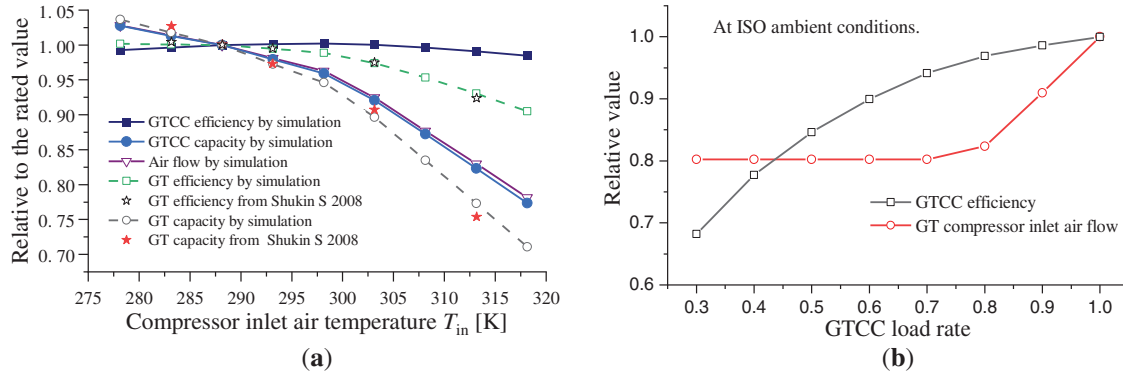 1.05
1.00
0.95
0.90
0.85
0.80
0.75
0.70
Relative to the rated value
GTCC efficiency by simulation
GTCC capacity by simulation
Air flow by simulation
GT efficiency by simulation
GT efficiency from Shukin S 2008
GT capacity by simulation
GT capacity from Shukin S 2008
275 280 285 290 295 300 305 310 315 320
Compressor inlet air temperature Tin [K]
(a)
At ISO ambient conditions.
1.0
0.9
0.8
0.7
0.6
Relative value
GTCC efficiency
GT compressor inlet air flow
0.3 0.4 0.5 0.6 0.7 0.8 0.9 1.0
GTCC load rate
(b)